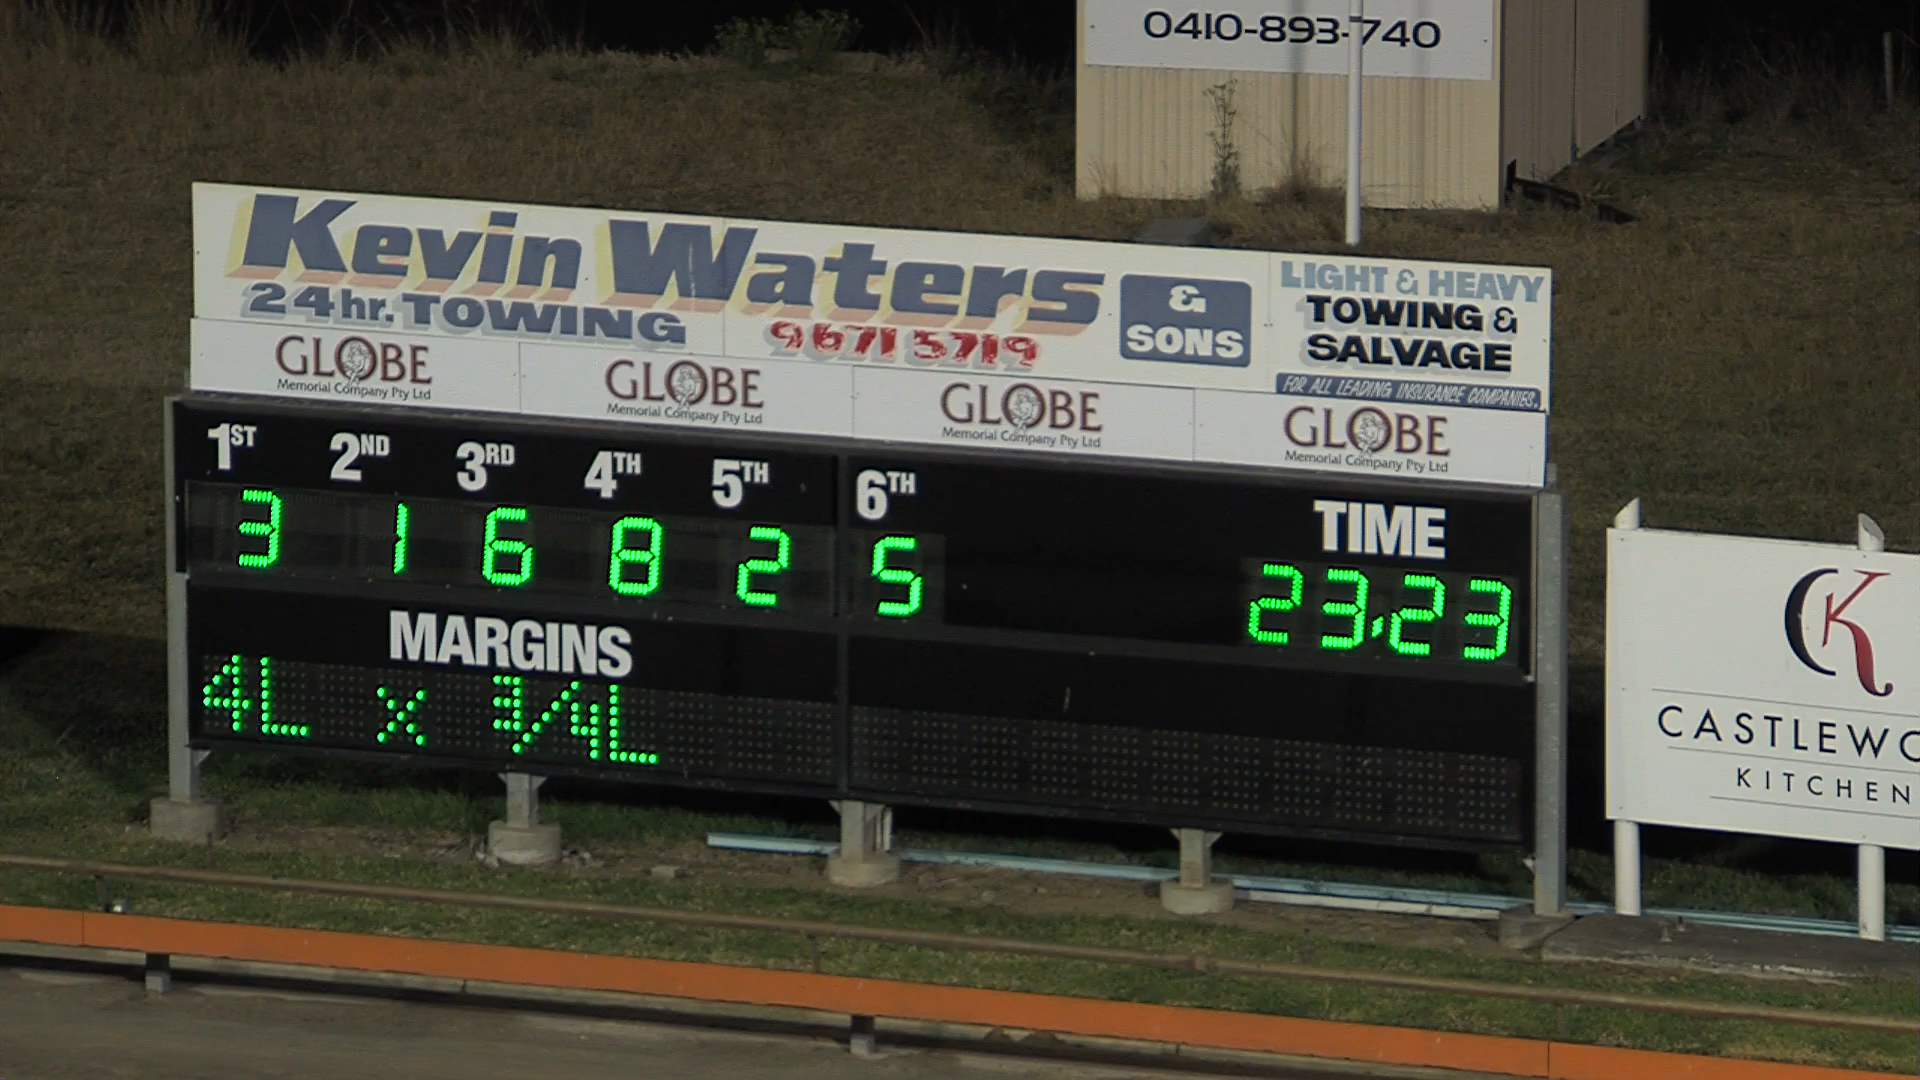 0410-893-740
Kevin Waters & SONS
24hr. TOWING
9671 5719
LIGHT & HEAVY
TOWING &
SALVAGE
FOR ALL LEADING INSURANCE COMPANIES.
GLOBE
Memorial Company Pty Ltd
GLOBE
Memorial Company Pty Ltd
GLOBE
Memorial Company Pty Ltd
GLOBE
Memorial Company Pty Ltd
1ST 2ND 3RD 4TH 5TH 6TH TIME
3 1 6 8 2 5 23.23
MARGINS
4L x 3/4L
CK
KITCHEN